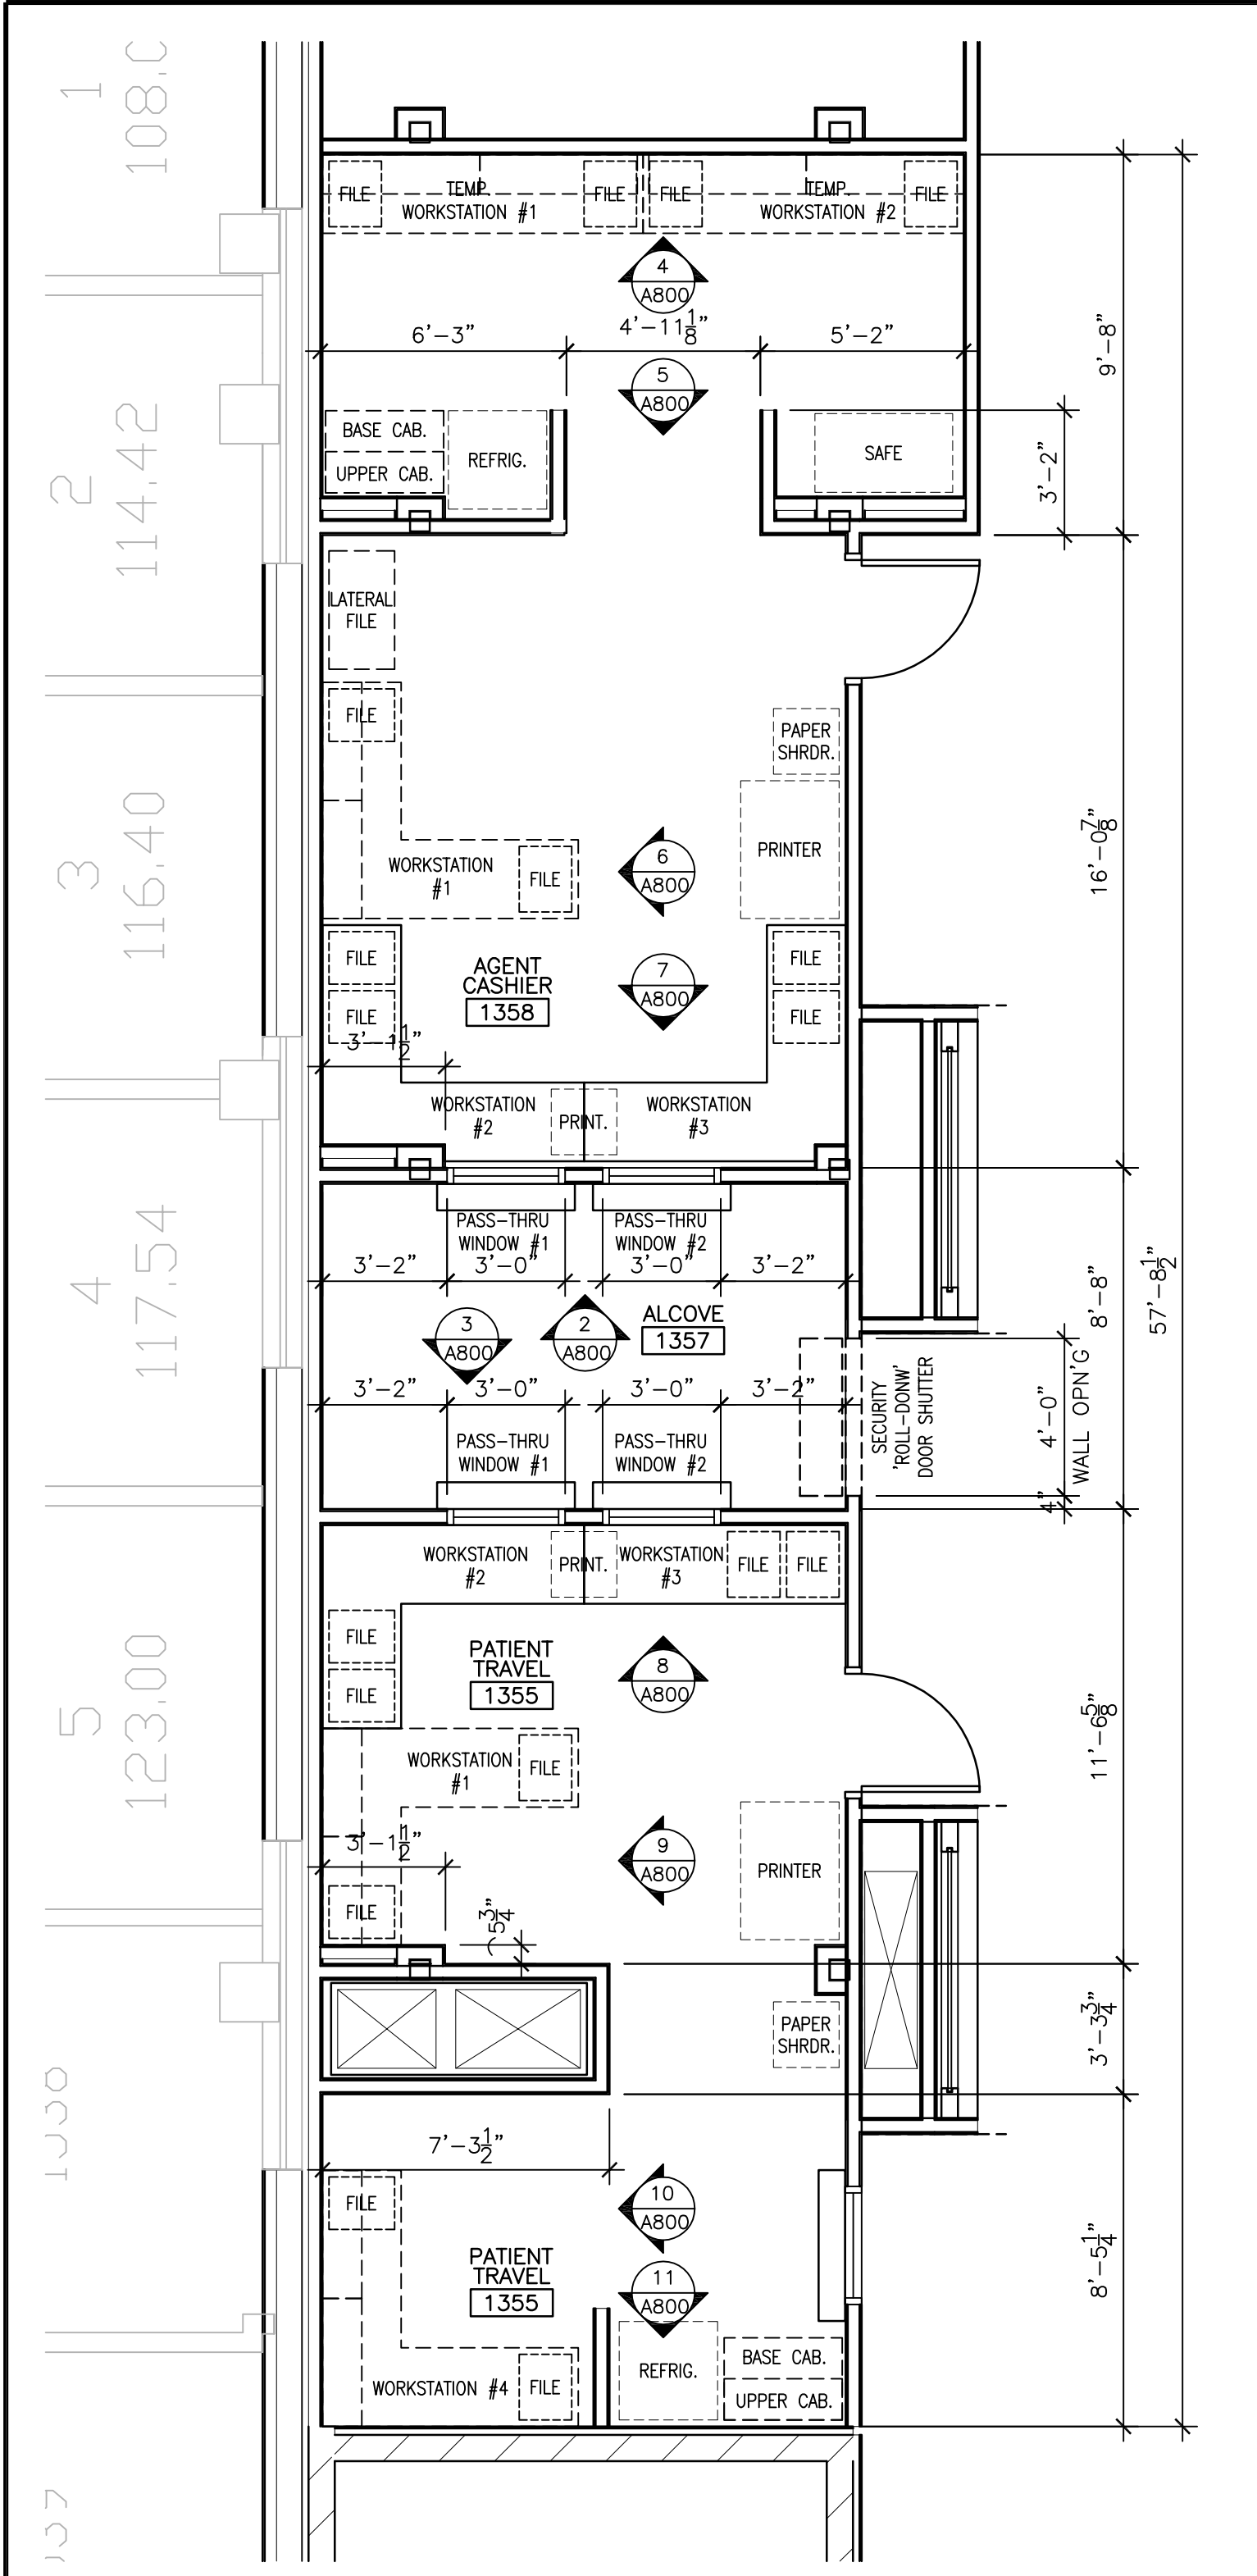 1
108.0
FILE
TEMP.
WORKSTATION #1
FILE
FILE
TEMP.
WORKSTATION #2
FILE
4
A800
6'-3"
4'-11 1/8"
5'-2"
9'-8"
5
A800
BASE CAB.
UPPER CAB.
REFRIG.
SAFE
3'-2"
2
114.42
LATERAL
FILE
FILE
PAPER
SHRDR.
PRINTER
WORKSTATION
#1
FILE
6
A800
16'-0 7/8"
3
116.40
FILE
FILE
AGENT
CASHIER
1358
7
A800
FILE
FILE
3'-1 1/2"
WORKSTATION
#2
PRINT.
WORKSTATION
#3
PASS-THRU
WINDOW #1
PASS-THRU
WINDOW #2
3'-2"
3'-0"
3'-0"
3'-2"
4
117.54
3
A800
2
A800
ALCOVE
1357
8'-8"
57'-8 1/2"
3'-2"
3'-0"
3'-0"
3'-2"
SECURITY
'ROLL-DONW'
DOOR SHUTTER
4'-0"
WALL OPN'G
4"
PASS-THRU
WINDOW #1
PASS-THRU
WINDOW #2
WORKSTATION
#2
PRINT.
WORKSTATION
#3
FILE
FILE
FILE
FILE
PATIENT
TRAVEL
1355
8
A800
5
123.00
11'-6 5/8"
WORKSTATION
#1
FILE
3'-1 1/2"
9
A800
PRINTER
FILE
5 3/4"
PAPER
SHRDR.
3'-3 3/4"
7'-3 1/2"
FILE
10
A800
PATIENT
TRAVEL
1355
11
A800
8'-5 1/4"
WORKSTATION #4
FILE
REFRIG.
BASE CAB.
UPPER CAB.